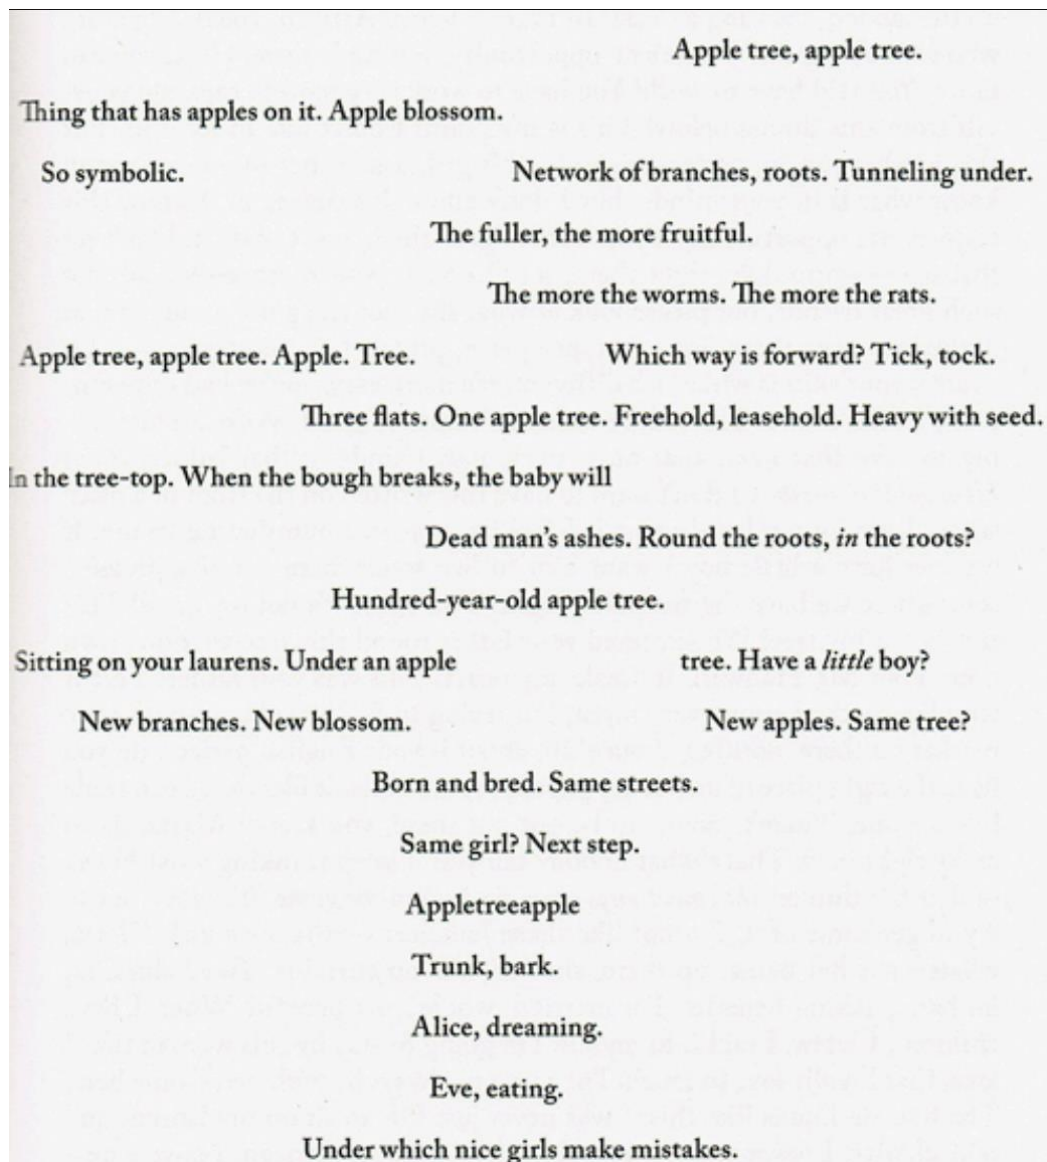 Apple tree, apple tree.
Thing that has apples on it. Apple blossom.
So symbolic. Network of branches, roots. Tunneling under.
The fuller, the more fruitful.
The more the worms. The more the rats.
Apple tree, apple tree. Apple. Tree. Which way is forward? Tick, tock.
Three flats. One apple tree. Freehold, leasehold. Heavy with seed.
In the tree-top. When the bough breaks, the baby will
Dead man's ashes. Round the roots, in the roots?
Hundred-year-old apple tree.
Sitting on your laurens. Under an apple tree. Have a little boy?
New branches. New blossom. New apples. Same tree?
Born and bred. Same streets.
Same girl? Next step.
Appletreeapple
Trunk, bark.
Alice, dreaming.
Eve, eating.
Under which nice girls make mistakes.